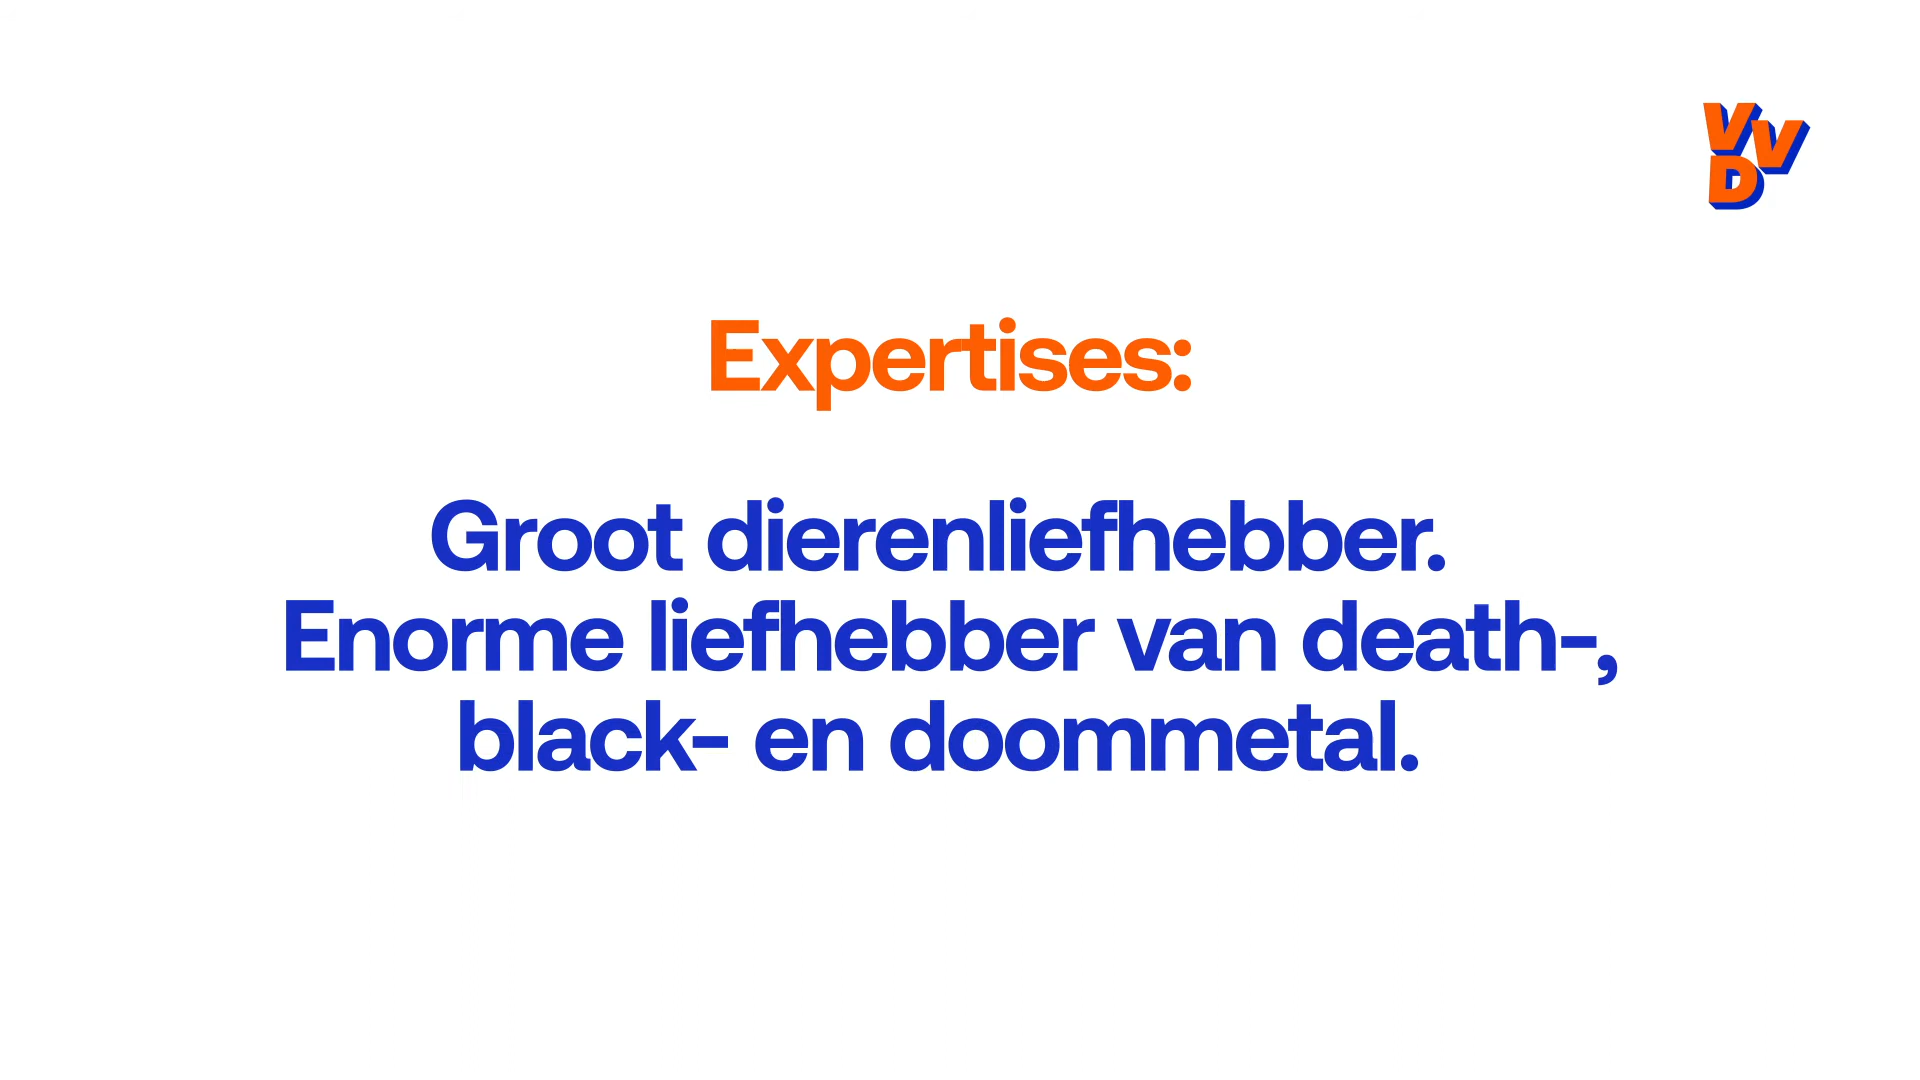 VVD
Expertises:
Groot dierenliefhebber.
Enorme liefhebber van death-,
black- en doommetal.